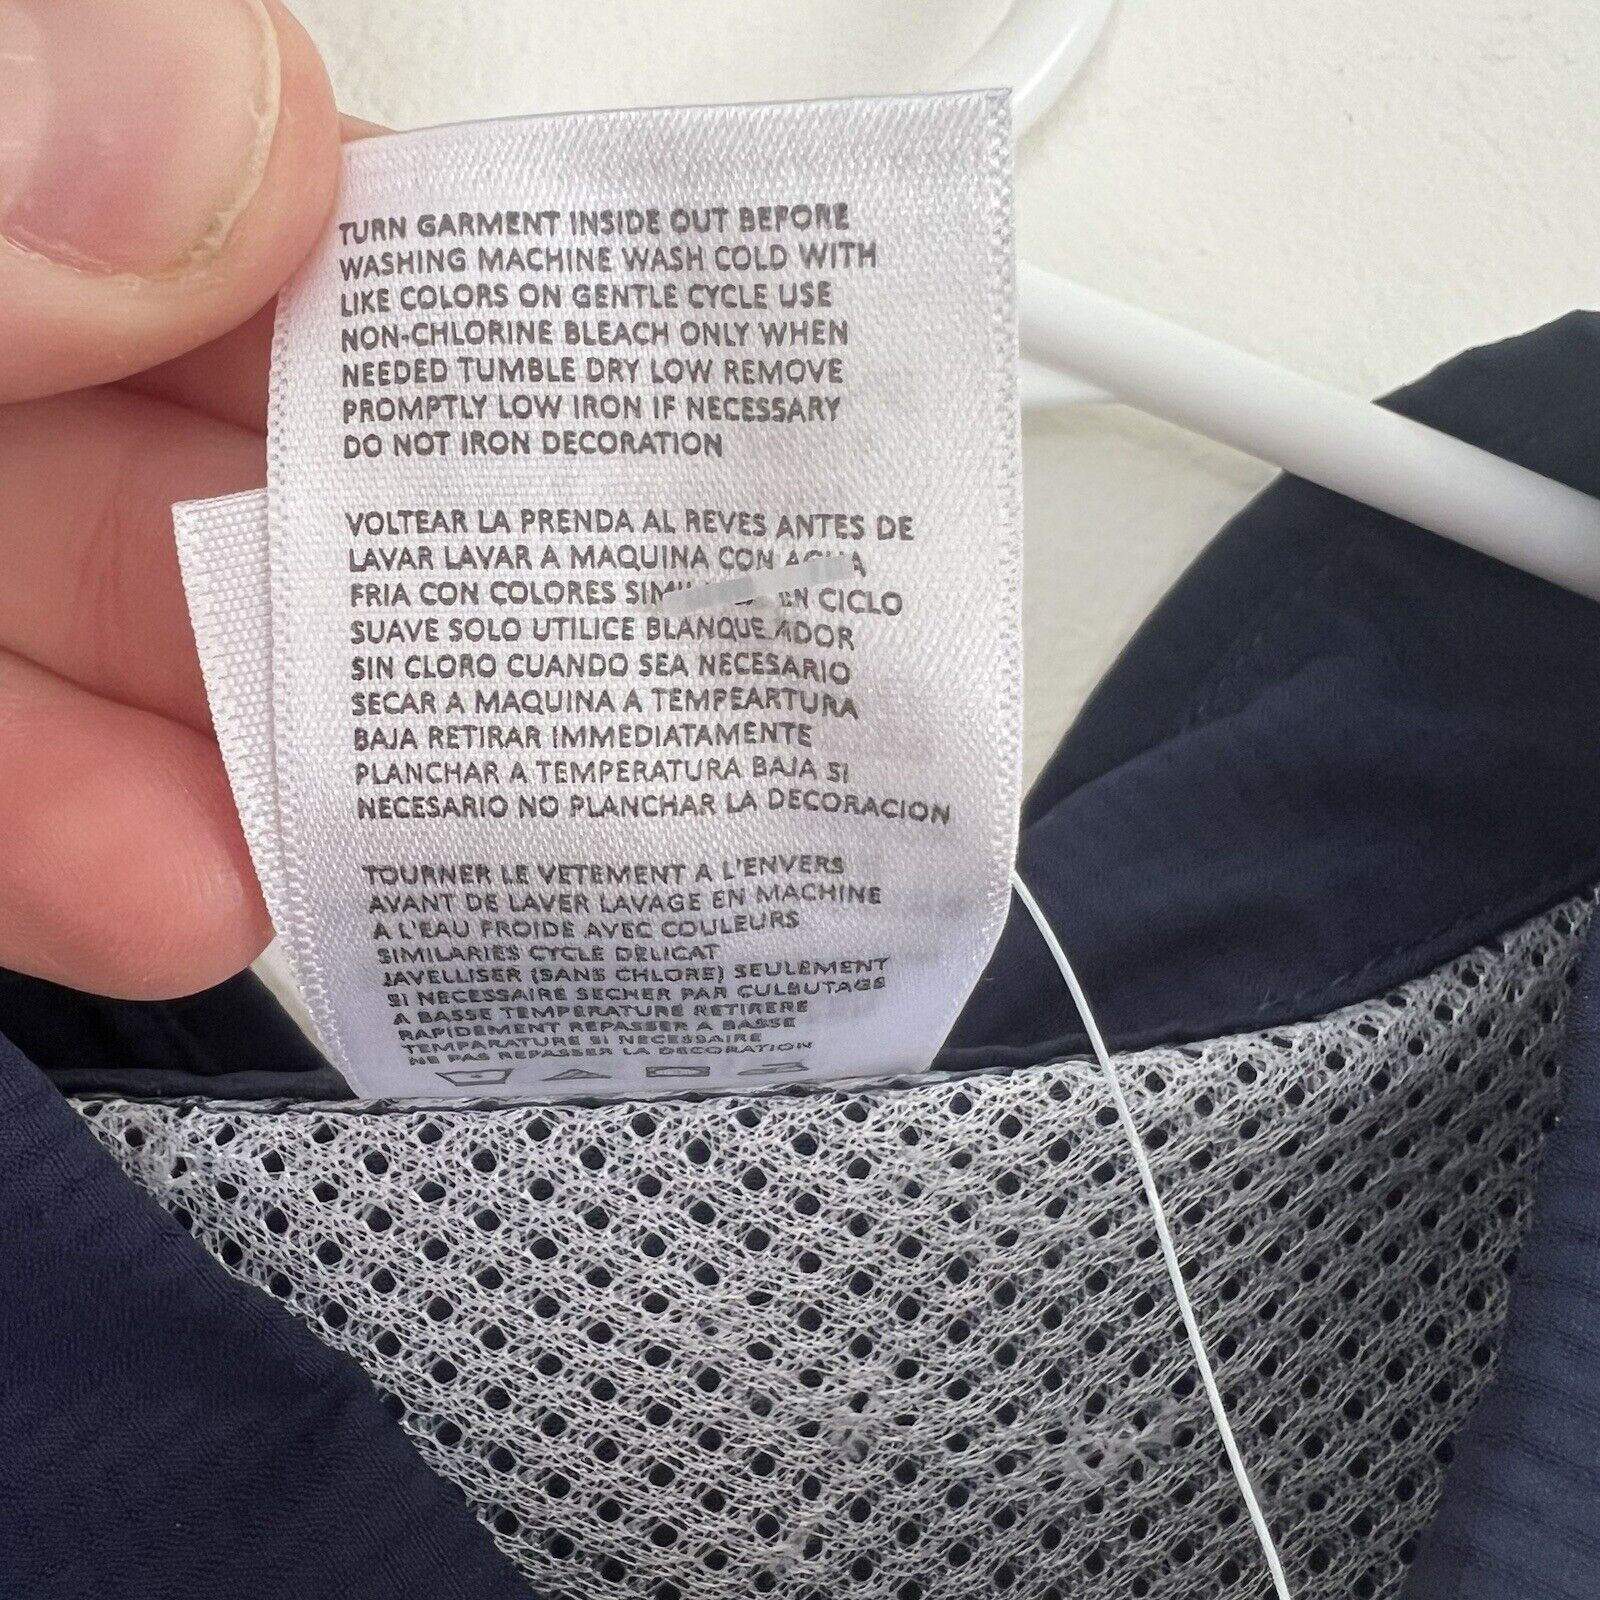 TURN GARMENT INSIDE OUT BEFORE
WASHING MACHINE WASH COLD WITH
LIKE COLORS ON GENTLE CYCLE USE
NON-CHLORINE BLEACH ONLY WHEN
NEEDED TUMBLE DRY LOW REMOVE
PROMPTLY LOW IRON IF NECESSARY
DO NOT IRON DECORATION
VOLTEAR LA PRENDA AL REVES ANTES DE
LAVAR LAVAR A MAQUINA CON AGUA
FRIA CON COLORES EN CICLO
SUAVE SOLO UTILICE BLANQUEADOR
SIN CLORO CUANDO SEA NECESARIO
SECAR A MAQUINA A TEMPEARTURA
BAJA RETIRAR IMMEDIATAMENTE
PLANCHAR A TEMPERATURA BAJA SI
NECESARIO NO PLANCHAR LA DECORACION
TOURNER LE VETEMENT A L'ENVERS
AVANT DE LAVER LAVAGE EN MACHINE
A L'EAU FROIDE AVEC COULEURS
SIMILARIES CYCLE DELICAT
JAVELLISER (SANS CHLORE) SEULEMENT
SI NECESSAIRE SECHER PAR CULBUTAGE
A BASSE TEMPERATURE RETIRERE
RAPIDEMENT REPASSER A BASSE
TEMPARATURE SI NECESSAIRE
NE PAS REPASSER LA DECORATION